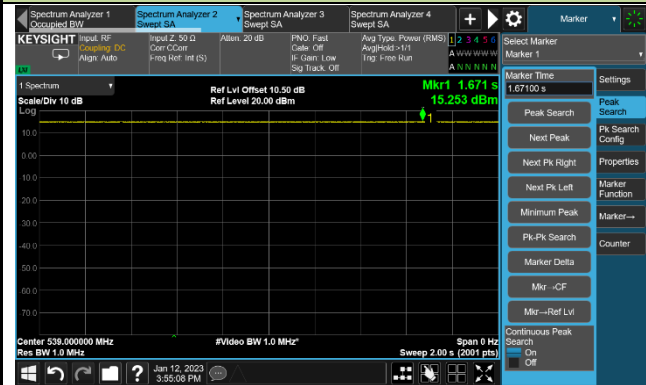 Spectrum Analyzer 1
Occupied BW
Spectrum Analyzer 2
Swept SA
Spectrum Analyzer 3
Swept SA
Spectrum Analyzer 4
Swept SA
Marker
KEYSIGHT
Input: RF
Coupling: DC
Align: Auto
Input Z: 50 Ω
Corr CCorr
Freq Ref: Int (S)
Atten: 20 dB
PNO: Fast
Gate: Off
IF Gain: Low
Sig Track: Off
Avg Type: Power (RMS)
Avg|Hold:>1/1
Trig: Free Run
1 2 3 4 5 6
A W W W W W
A N N N N N
Select Marker
Marker 1
1 Spectrum
Scale/Div 10 dB
Ref Lvl Offset 10.50 dB
Ref Level 20.00 dBm
Mkr1 1.671 s
15.253 dBm
Log
1
10.0
0.00
-10.0
-20.0
-30.0
-40.0
-50.0
-60.0
-70.0
Center 539.000000 MHz
Res BW 1.0 MHz
#Video BW 1.0 MHz*
Span 0 Hz
Sweep 2.00 s (2001 pts)
Marker Time
1.67100 s
Peak Search
Next Peak
Next Pk Right
Next Pk Left
Minimum Peak
Pk-Pk Search
Marker Delta
Mkr→CF
Mkr→Ref Lvl
Continuous Peak
Search
On
Off
Settings
Peak
Search
Pk Search
Config
Properties
Marker
Function
Marker→
Counter
Jan 12, 2023
3:55:08 PM